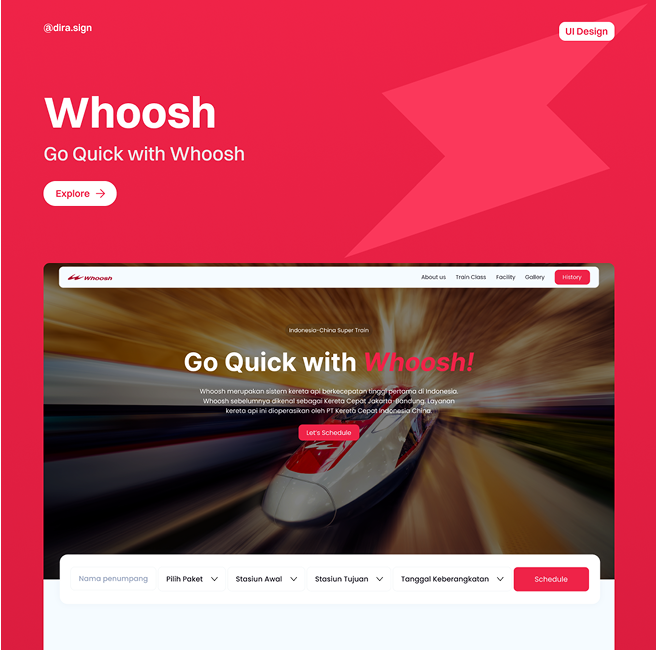 @dira.sign
UI Design
Whoosh
Go Quick with Whoosh
Explore
Whoosh
About us
Train Class
Facility
Gallery
History
Indonesia-China Super Train
Go Quick with Whoosh!
Whoosh merupakan sistem kereta api berkecepatan tinggi pertama di Indonesia.
Whoosh sebelumnya dikenal sebagai Kereta Cepat Jakarta-Bandung. Layanan
kereta api ini dioperasikan oleh PT Kereta Cepat Indonesia China.
Let's Schedule
Nama penumpang
Pilih Paket
Stasiun Awal
Stasiun Tujuan
Tanggal Keberangkatan
Schedule